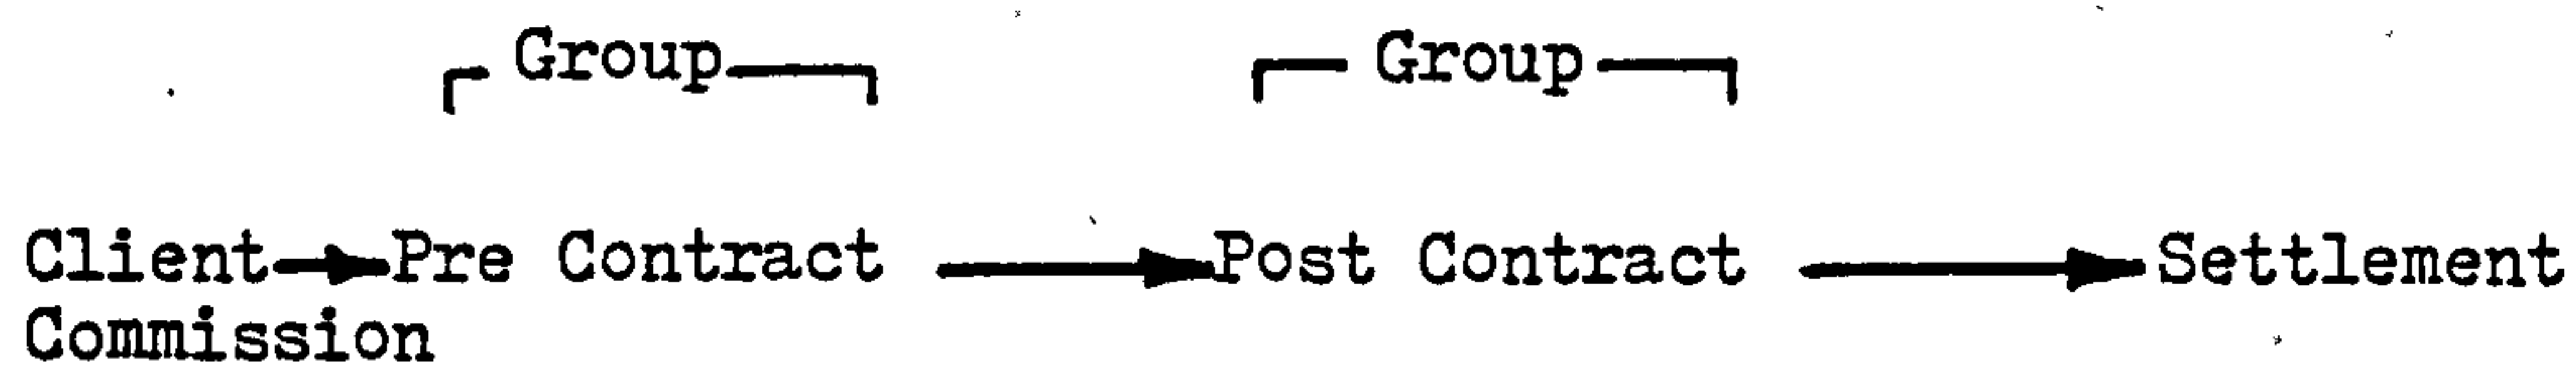 Group Group
Client Pre Contract Post Contract Settlement
Commission